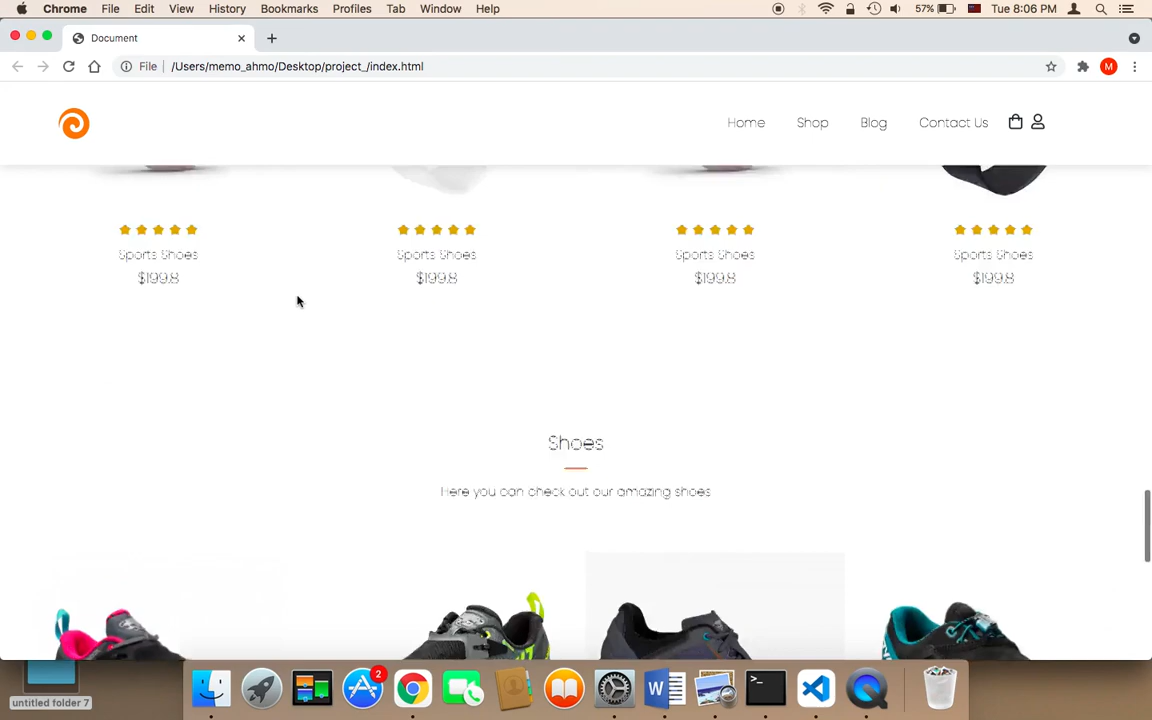 Chrome File Edit View History Bookmarks Profiles Tab Window Help 57% Tue 8:06 PM
Document
File /Users/memo_ahmo/Desktop/project_/index.html M
Home Shop Blog Contact Us
Sports Shoes Sports Shoes Sports Shoes Sports Shoes
$199.8 $199.8 $199.8 $199.8
Shoes
Here you can check out our amazing shoes
2
W
>_
untitled folder 7